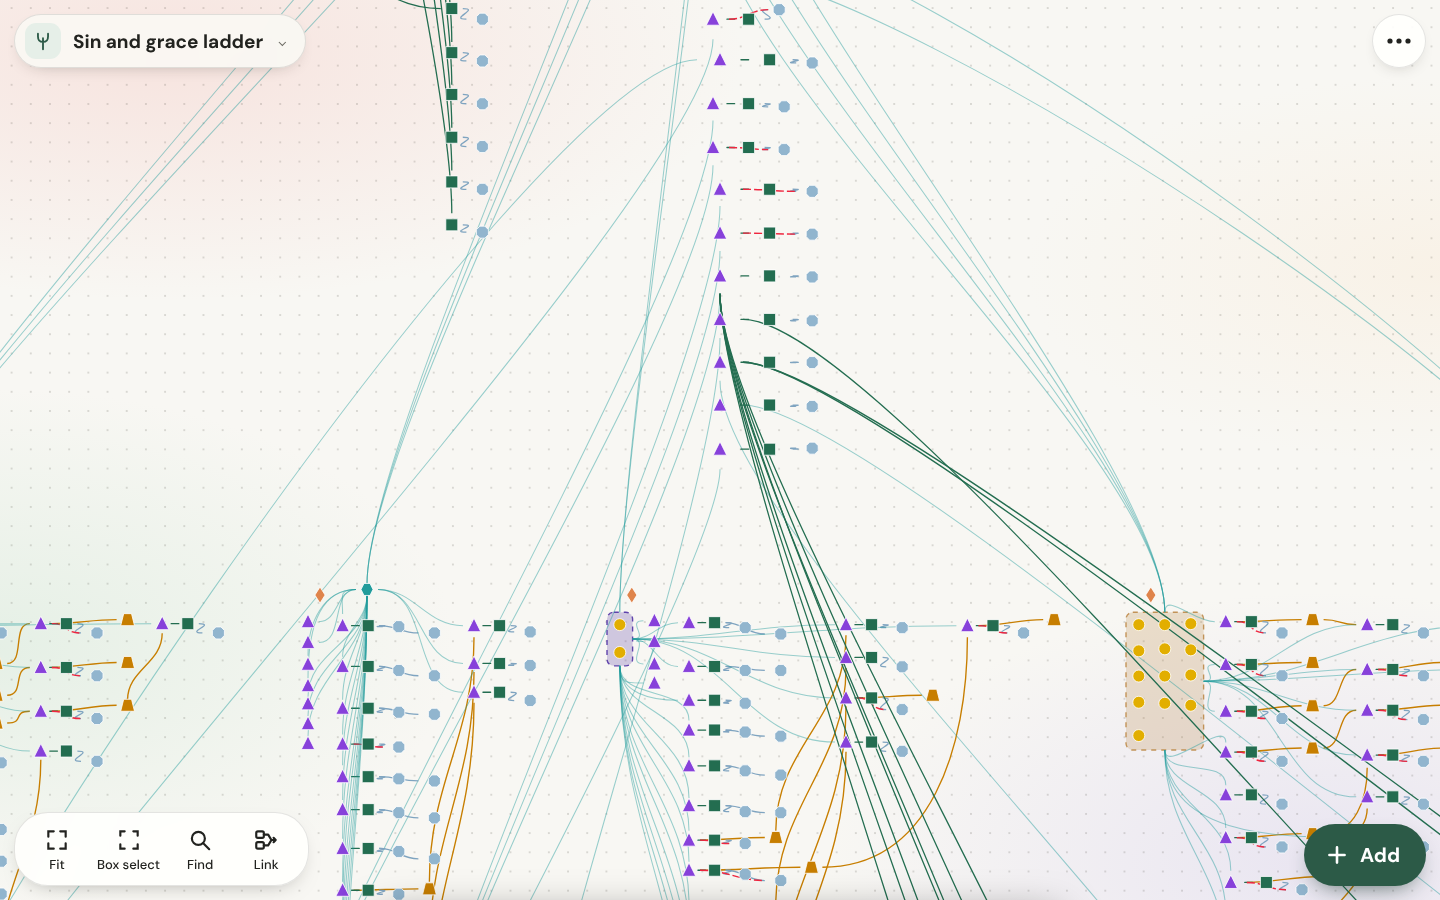 Sin and grace ladder
Fit
Box select
Find
Link
Add